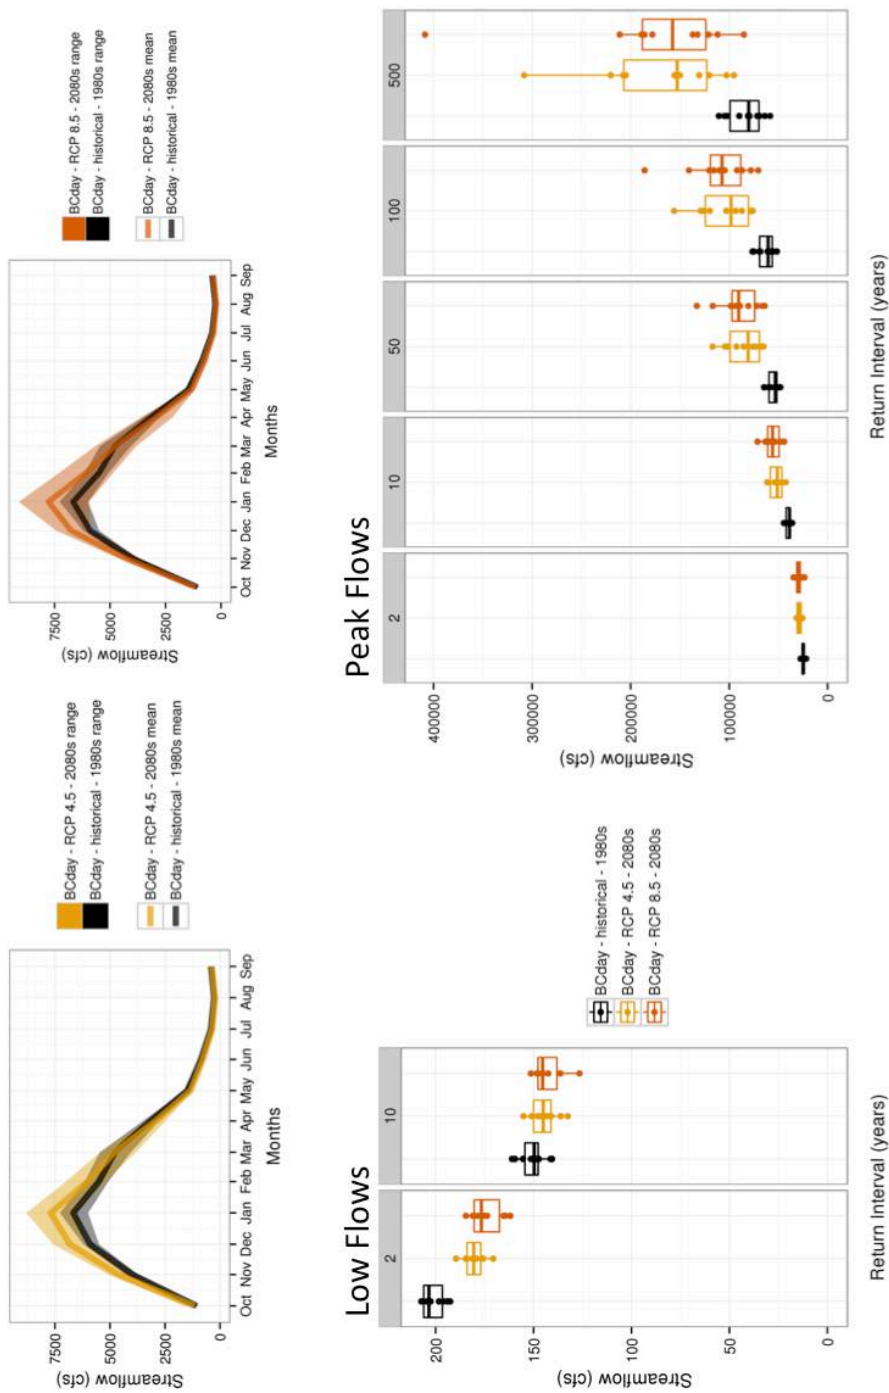 BCday - RCP 4.5 - 2080s range
BCday - historical - 1980s range
BCday - RCP 4.5 - 2080s mean
BCday - historical - 1980s mean
Streamflow (cfs)
7500
5000
2500
0
Oct Nov Dec Jan Feb Mar Apr May Jun Jul Aug Sep
Months
BCday - RCP 8.5 - 2080s range
BCday - historical - 1980s range
BCday - RCP 8.5 - 2080s mean
BCday - historical - 1980s mean
Streamflow (cfs)
7500
5000
2500
0
Oct Nov Dec Jan Feb Mar Apr May Jun Jul Aug Sep
Months
Low Flows
2 10
Streamflow (cfs)
200
150
100
50
0
Return Interval (years)
BCday - historical - 1980s
BCday - RCP 4.5 - 2080s
BCday - RCP 8.5 - 2080s
Peak Flows
2 10 50 100 500
Streamflow (cfs)
400000
300000
200000
100000
0
Return Interval (years)